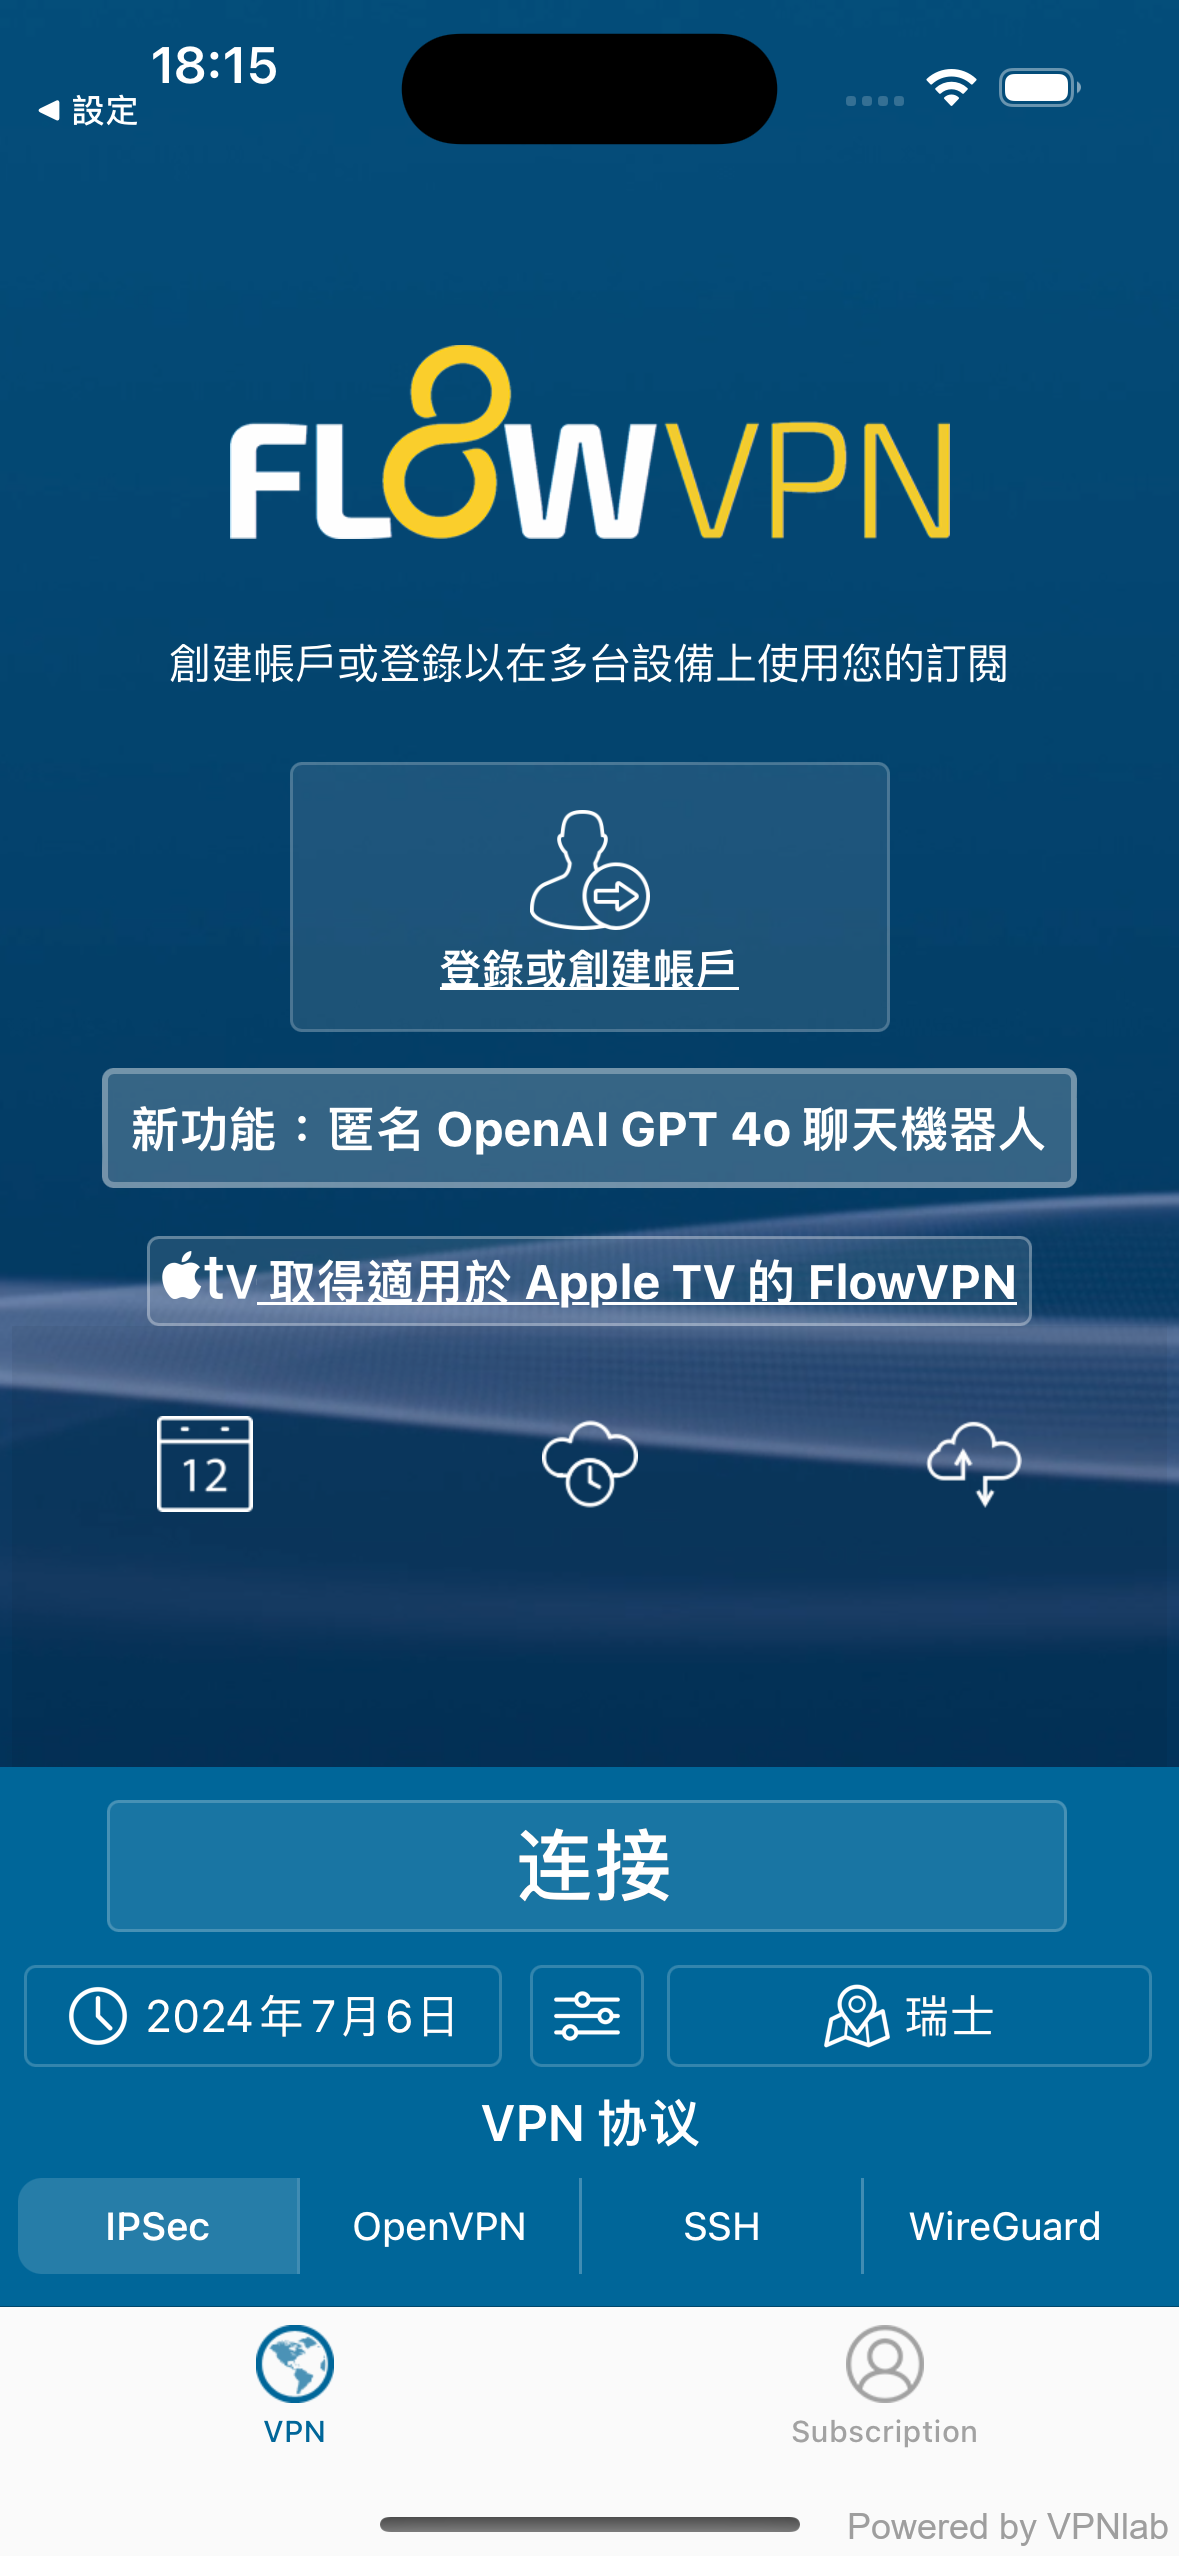 18:15
設定
FLOWVPN
創建帳戶或登錄以在多台設備上使用您的訂閱
登錄或創建帳戶
新功能：匿名 OpenAI GPT 4o 聊天機器人
tv 取得適用於 Apple TV 的 FlowVPN
12
连接
2024年7月6日
瑞士
VPN 协议
IPSec
OpenVPN
SSH
WireGuard
VPN
Subscription
Powered by VPNlab